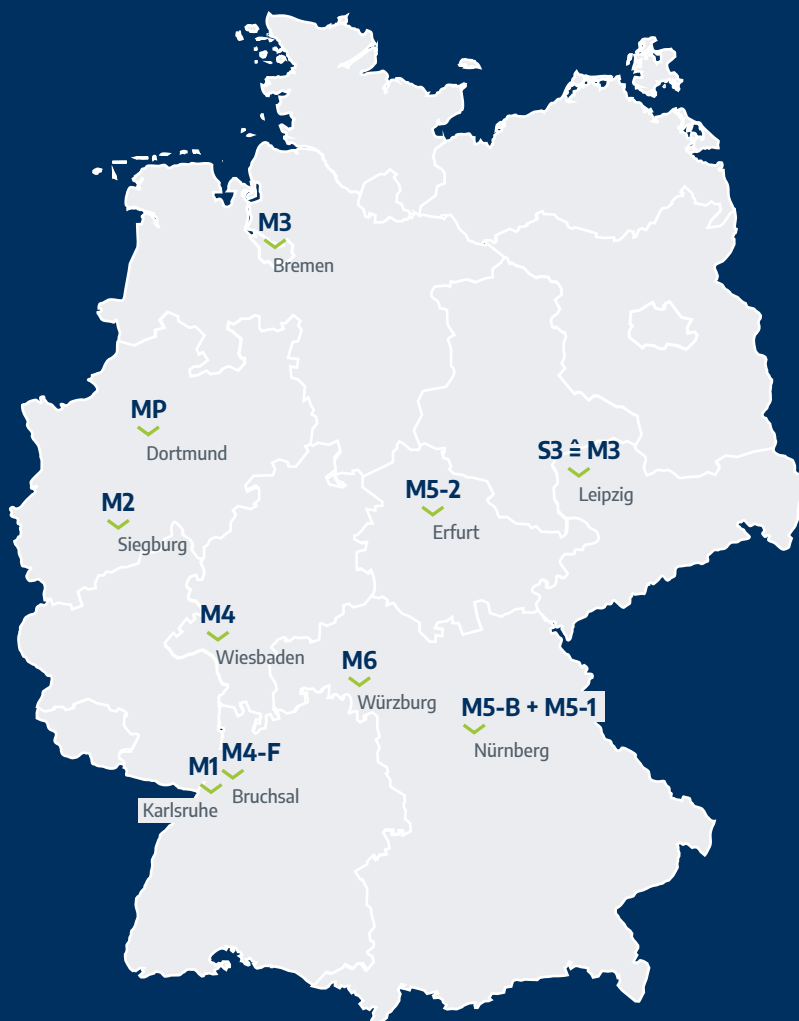 M3
Bremen
MP
Dortmund
S3 ≙ M3
Leipzig
M5-2
Erfurt
M2
Siegburg
M4
Wiesbaden
M6
Würzburg
M5-B + M5-1
Nürnberg
M4-F
Bruchsal
M1
Karlsruhe